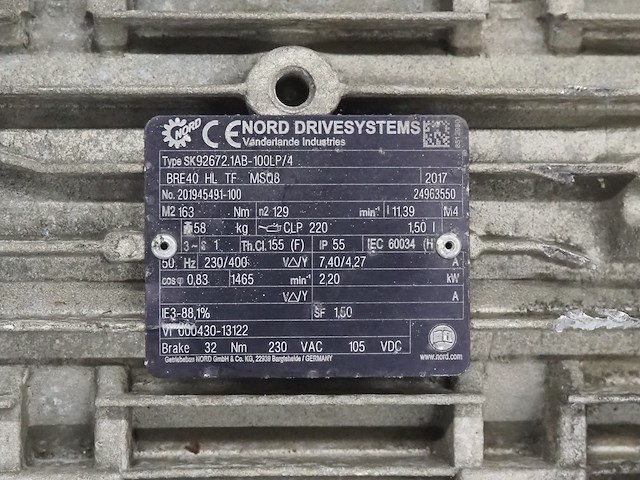 NORD
CE NORD DRIVESYSTEMS
Vanderlande Industries
Type SK92672.1AB-100LP/4
BRE40 HL TF MSQ8 2017
No. 201945491-100 24963550
M2 163 Nm n2 129 min⁻¹ i 11.39 M4
58 kg CLP 220 1,50 l
3~ 1 Th.Cl.155 (F) IP 55 IEC 60034 (H)
50 Hz 230/400 V△/Y 7,40/4,27 A
cos φ 0,83 1465 min⁻¹ 2,20 kW
V△/Y A
IE3-88,1% SF 1,50
VI 000430-13122
Brake 32 Nm 230 VAC 105 VDC
Getriebebau NORD GmbH & Co. KG, 22939 Bargteheide / GERMANY
www.nord.com